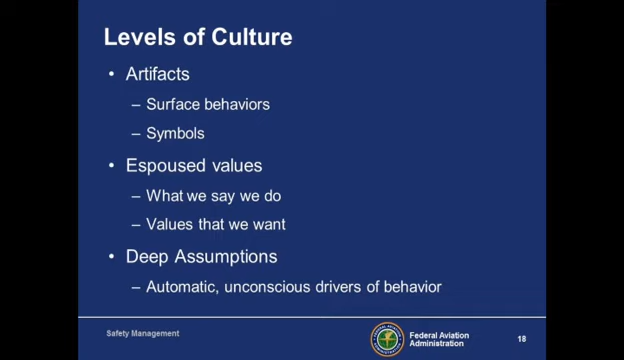 Levels of Culture
• Artifacts
– Surface behaviors
– Symbols
• Espoused values
– What we say we do
– Values that we want
• Deep Assumptions
– Automatic, unconscious drivers of behavior
Safety Management
Federal Aviation
Administration
18